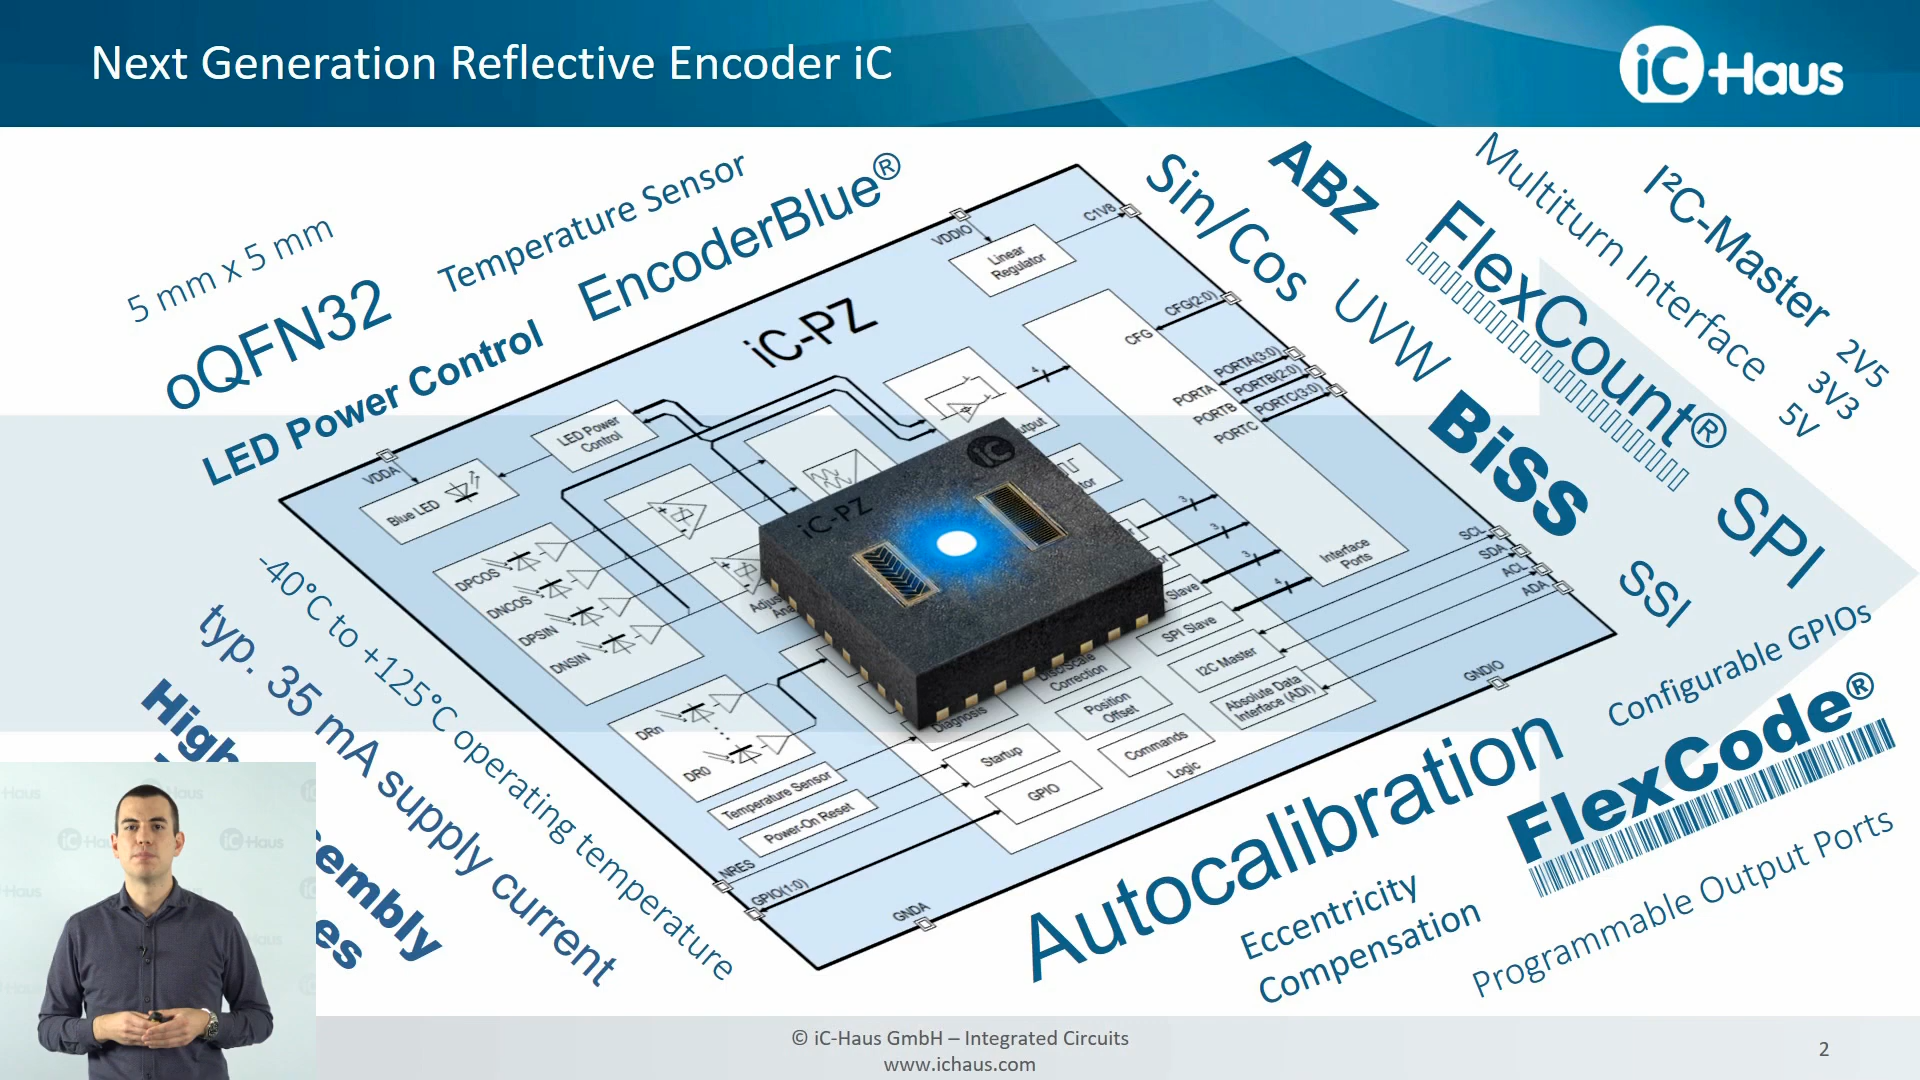 Next Generation Reflective Encoder iC
iC-Haus
5 mm x 5 mm
oQFN32
Temperature Sensor
EncoderBlue®
LED Power Control
Sin/Cos
ABZ
UVW
FlexCount®
Multiturn Interface
I²C-Master
2V5
3V3
5V
BiSS
SPI
SSI
Configurable GPIOs
FlexCode®
Programmable Output Ports
Autocalibration
Eccentricity
Compensation
-40°C to +125°C operating temperature
typ. 35 mA supply current
High
sembly
es
iC-PZ
VDDIO
C1V8
Linear
Regulator
CFG(2:0)
CFG
PORTA(3:0)
PORTB(2:0)
PORTC(3:0)
PORTA
PORTB
PORTC
LED Power
Control
VDDA
Blue LED
DPCOS
DNCOS
DPSIN
DNSIN
DRn
DR0
Temperature Sensor
Power-On Reset
NRES
GPIO(1:0)
GNDA
iC
iC-PZ
Interface
Ports
SCL
SDA
ACL
ADA
GNDIO
Slave
SPI Slave
I2C Master
Absolute Data
Interface (ADI)
Disc/Scale
Correction
Position
Offset
Commands
Diagnosis
Startup
GPIO
Logic
© iC-Haus GmbH – Integrated Circuits
www.ichaus.com
2